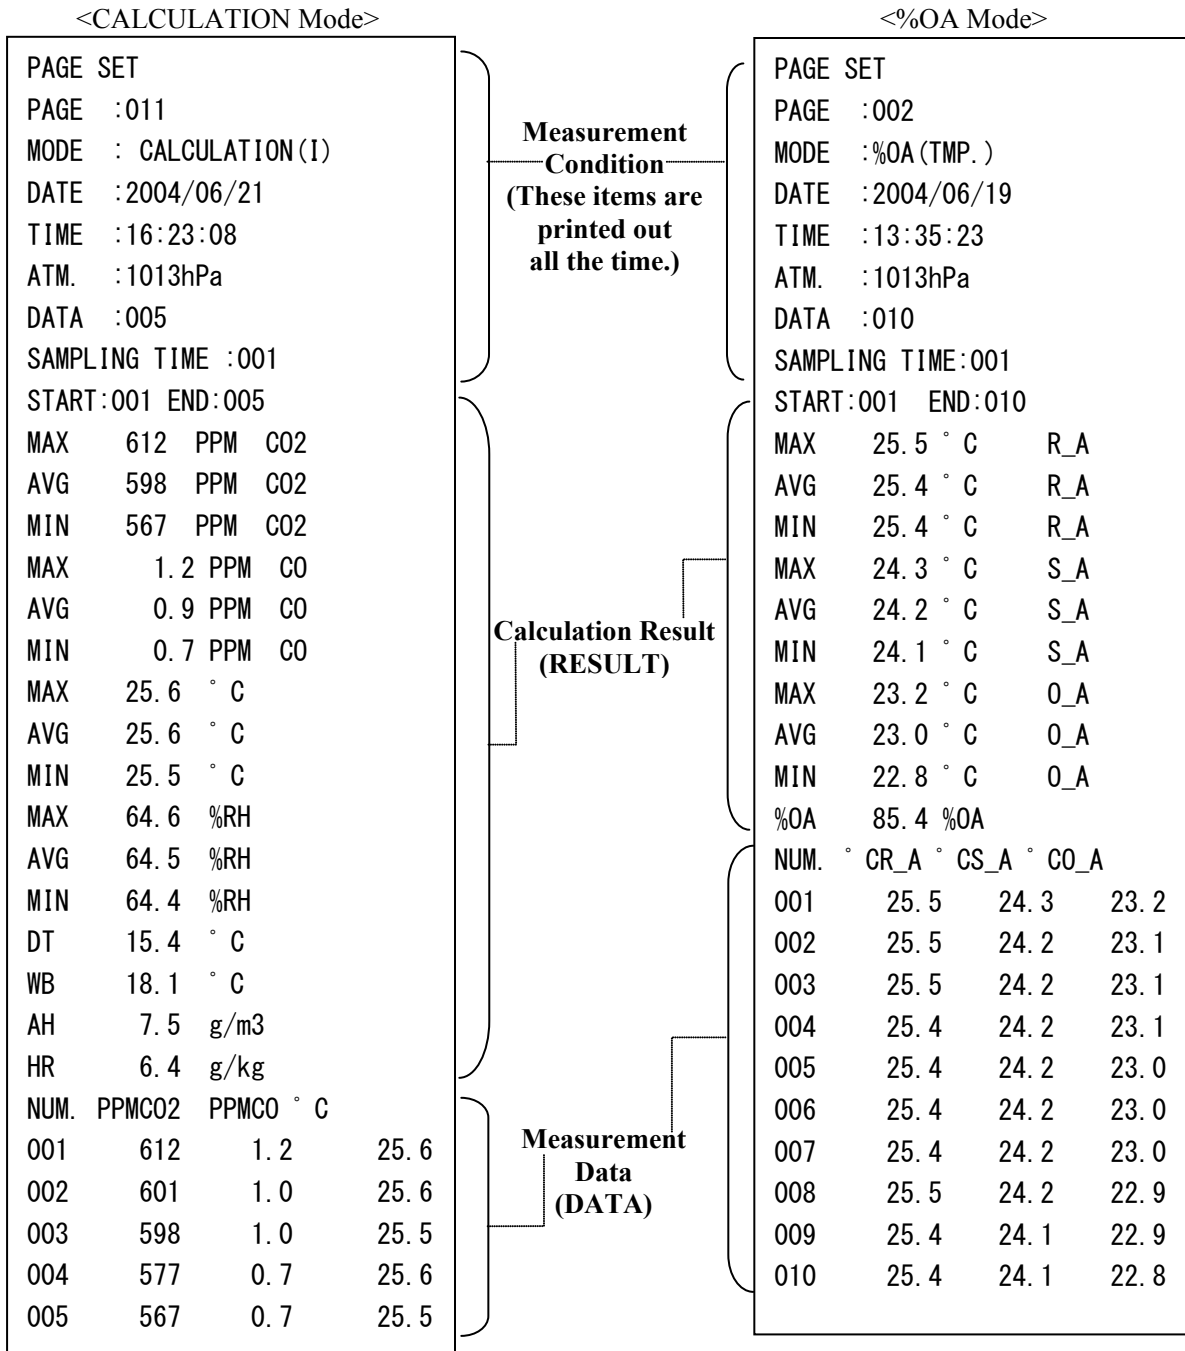 <CALCULATION Mode>
PAGE SET
PAGE :011
MODE : CALCULATION(I)
DATE :2004/06/21
TIME :16:23:08
ATM. :1013hPa
DATA :005
SAMPLING TIME :001
START:001 END:005
MAX 612 PPM CO2
AVG 598 PPM CO2
MIN 567 PPM CO2
MAX 1.2 PPM CO
AVG 0.9 PPM CO
MIN 0.7 PPM CO
MAX 25.6 °C
AVG 25.6 °C
MIN 25.5 °C
MAX 64.6 %RH
AVG 64.5 %RH
MIN 64.4 %RH
DT 15.4 °C
WB 18.1 °C
AH 7.5 g/m3
HR 6.4 g/kg
NUM. PPMCO2 PPMCO °C
001 612 1.2 25.6
002 601 1.0 25.6
003 598 1.0 25.5
004 577 0.7 25.6
005 567 0.7 25.5
Measurement
Condition
(These items are
printed out
all the time.)
Calculation Result
(RESULT)
Measurement
Data
(DATA)
<%OA Mode>
PAGE SET
PAGE :002
MODE :%OA(TMP.)
DATE :2004/06/19
TIME :13:35:23
ATM. :1013hPa
DATA :010
SAMPLING TIME:001
START:001 END:010
MAX 25.5 °C R_A
AVG 25.4 °C R_A
MIN 25.4 °C R_A
MAX 24.3 °C S_A
AVG 24.2 °C S_A
MIN 24.1 °C S_A
MAX 23.2 °C O_A
AVG 23.0 °C O_A
MIN 22.8 °C O_A
%OA 85.4 %OA
NUM. °CR_A °CS_A °CO_A
001 25.5 24.3 23.2
002 25.5 24.2 23.1
003 25.5 24.2 23.1
004 25.4 24.2 23.1
005 25.4 24.2 23.0
006 25.4 24.2 23.0
007 25.4 24.2 23.0
008 25.5 24.2 22.9
009 25.4 24.1 22.9
010 25.4 24.1 22.8